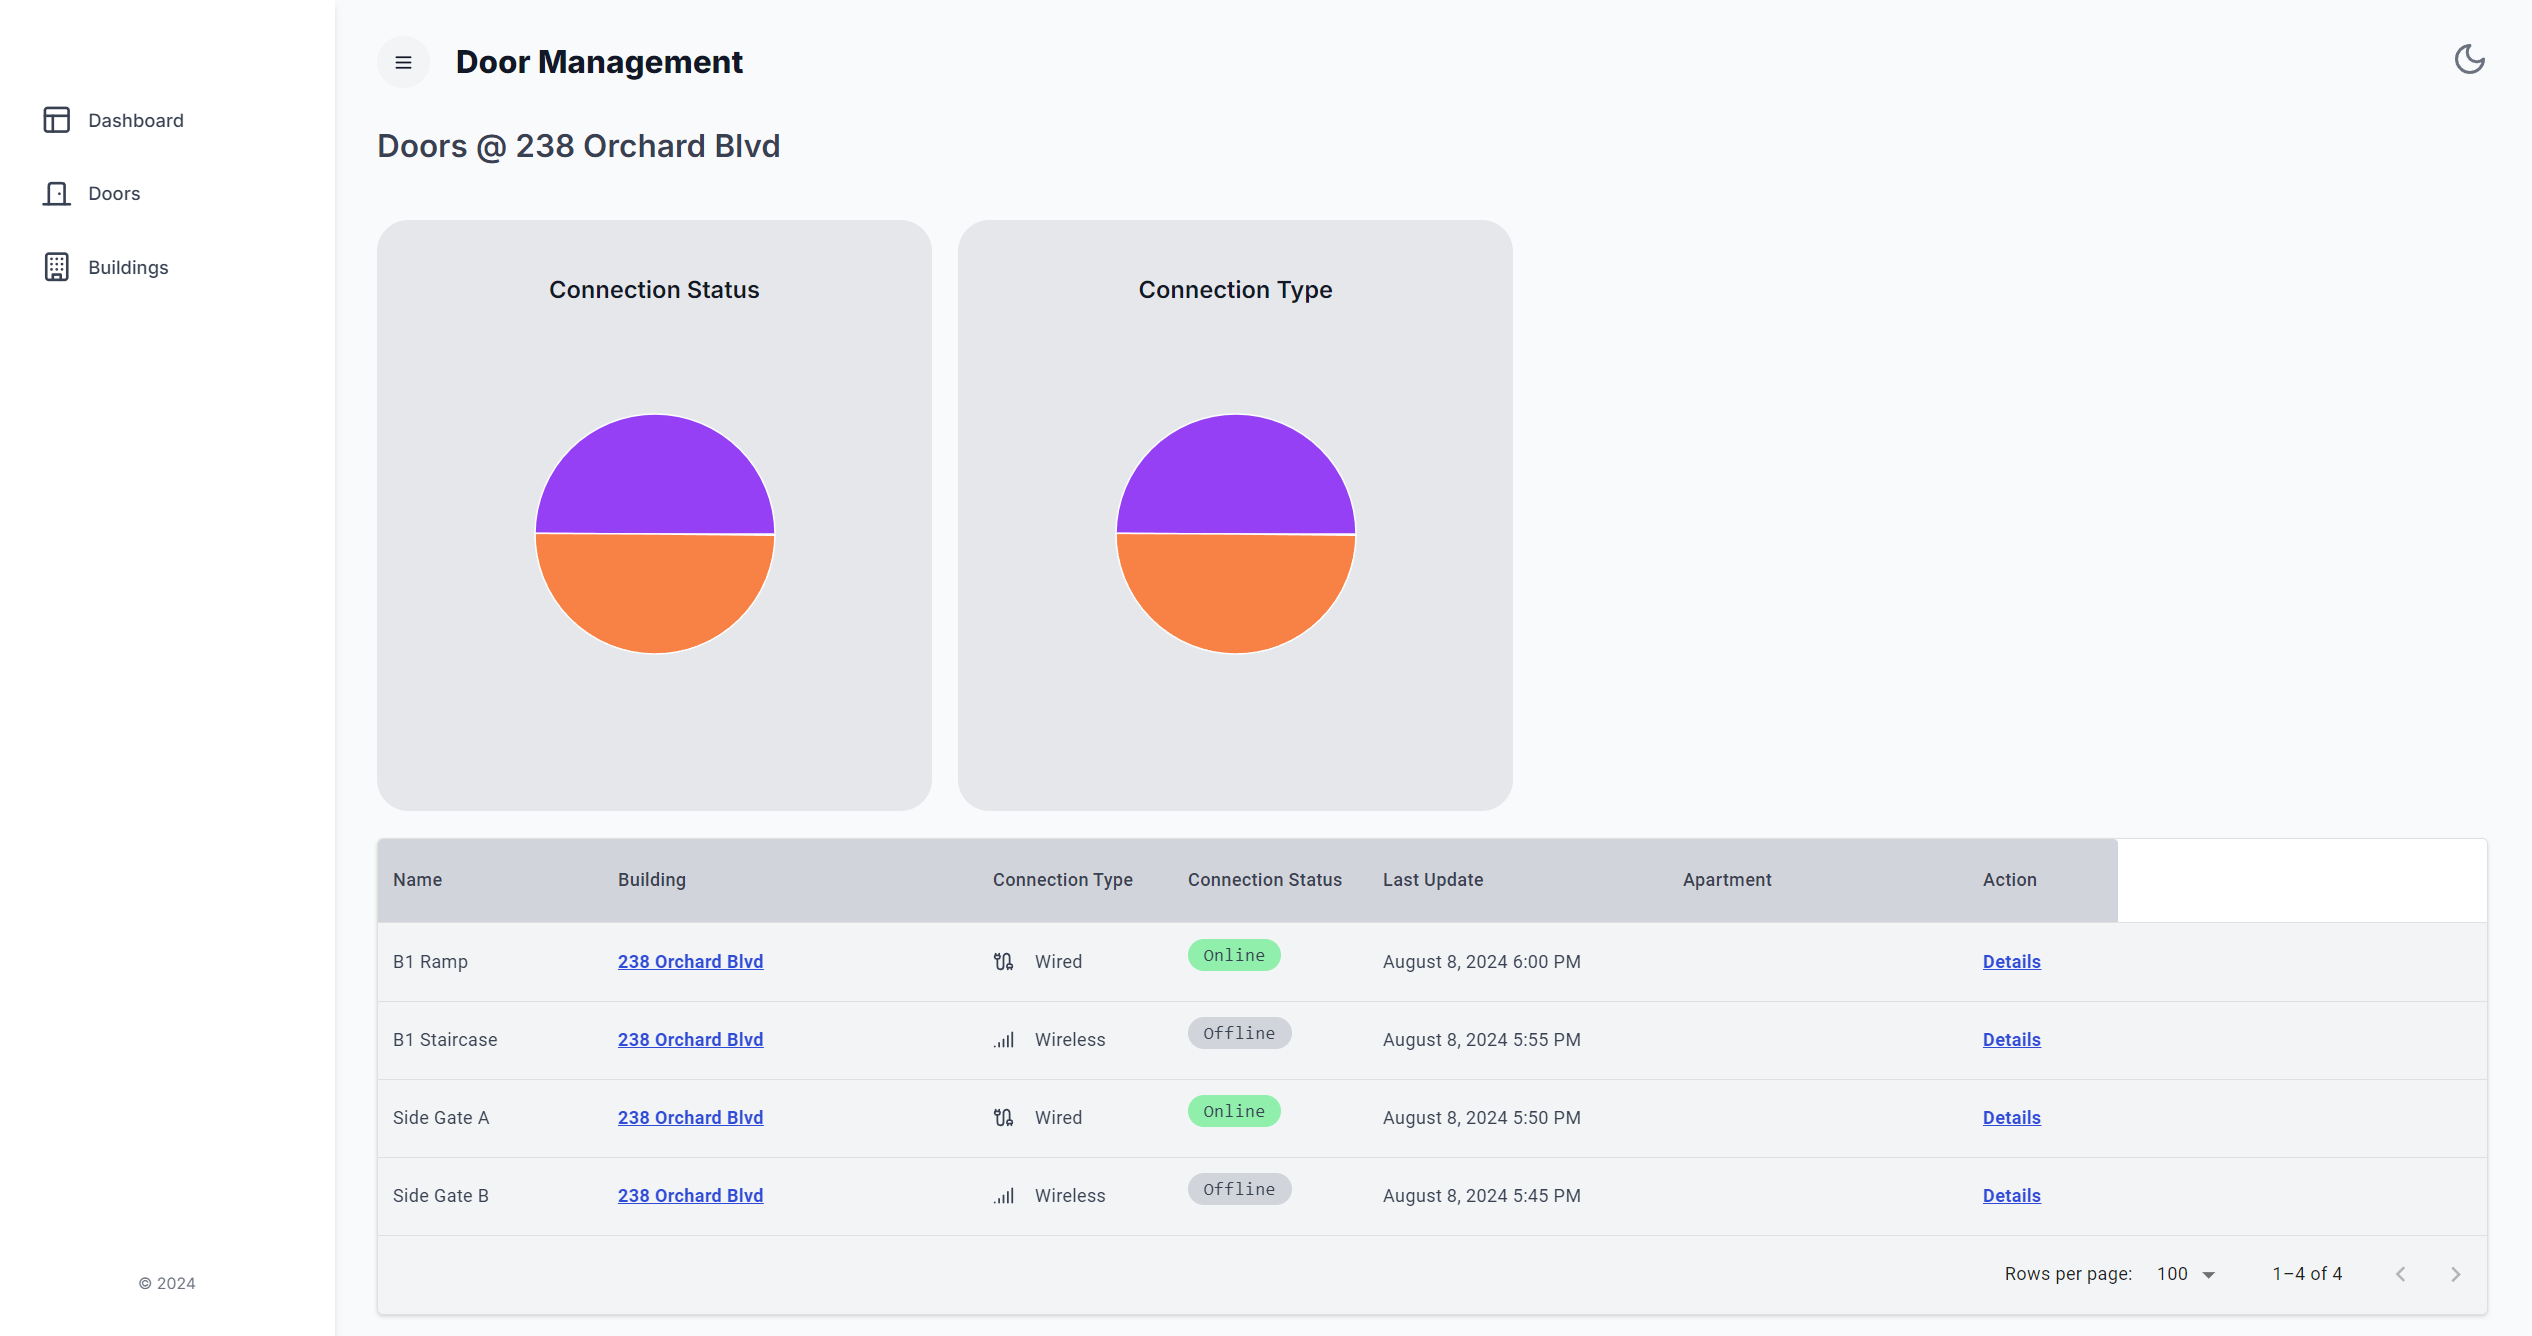 Door Management
Dashboard
Doors
Buildings
Doors @ 238 Orchard Blvd
Connection Status
Connection Type
Name Building Connection Type Connection Status Last Update Apartment Action
B1 Ramp 238 Orchard Blvd Wired Online August 8, 2024 6:00 PM Details
B1 Staircase 238 Orchard Blvd Wireless Offline August 8, 2024 5:55 PM Details
Side Gate A 238 Orchard Blvd Wired Online August 8, 2024 5:50 PM Details
Side Gate B 238 Orchard Blvd Wireless Offline August 8, 2024 5:45 PM Details
Rows per page: 100 1–4 of 4
© 2024